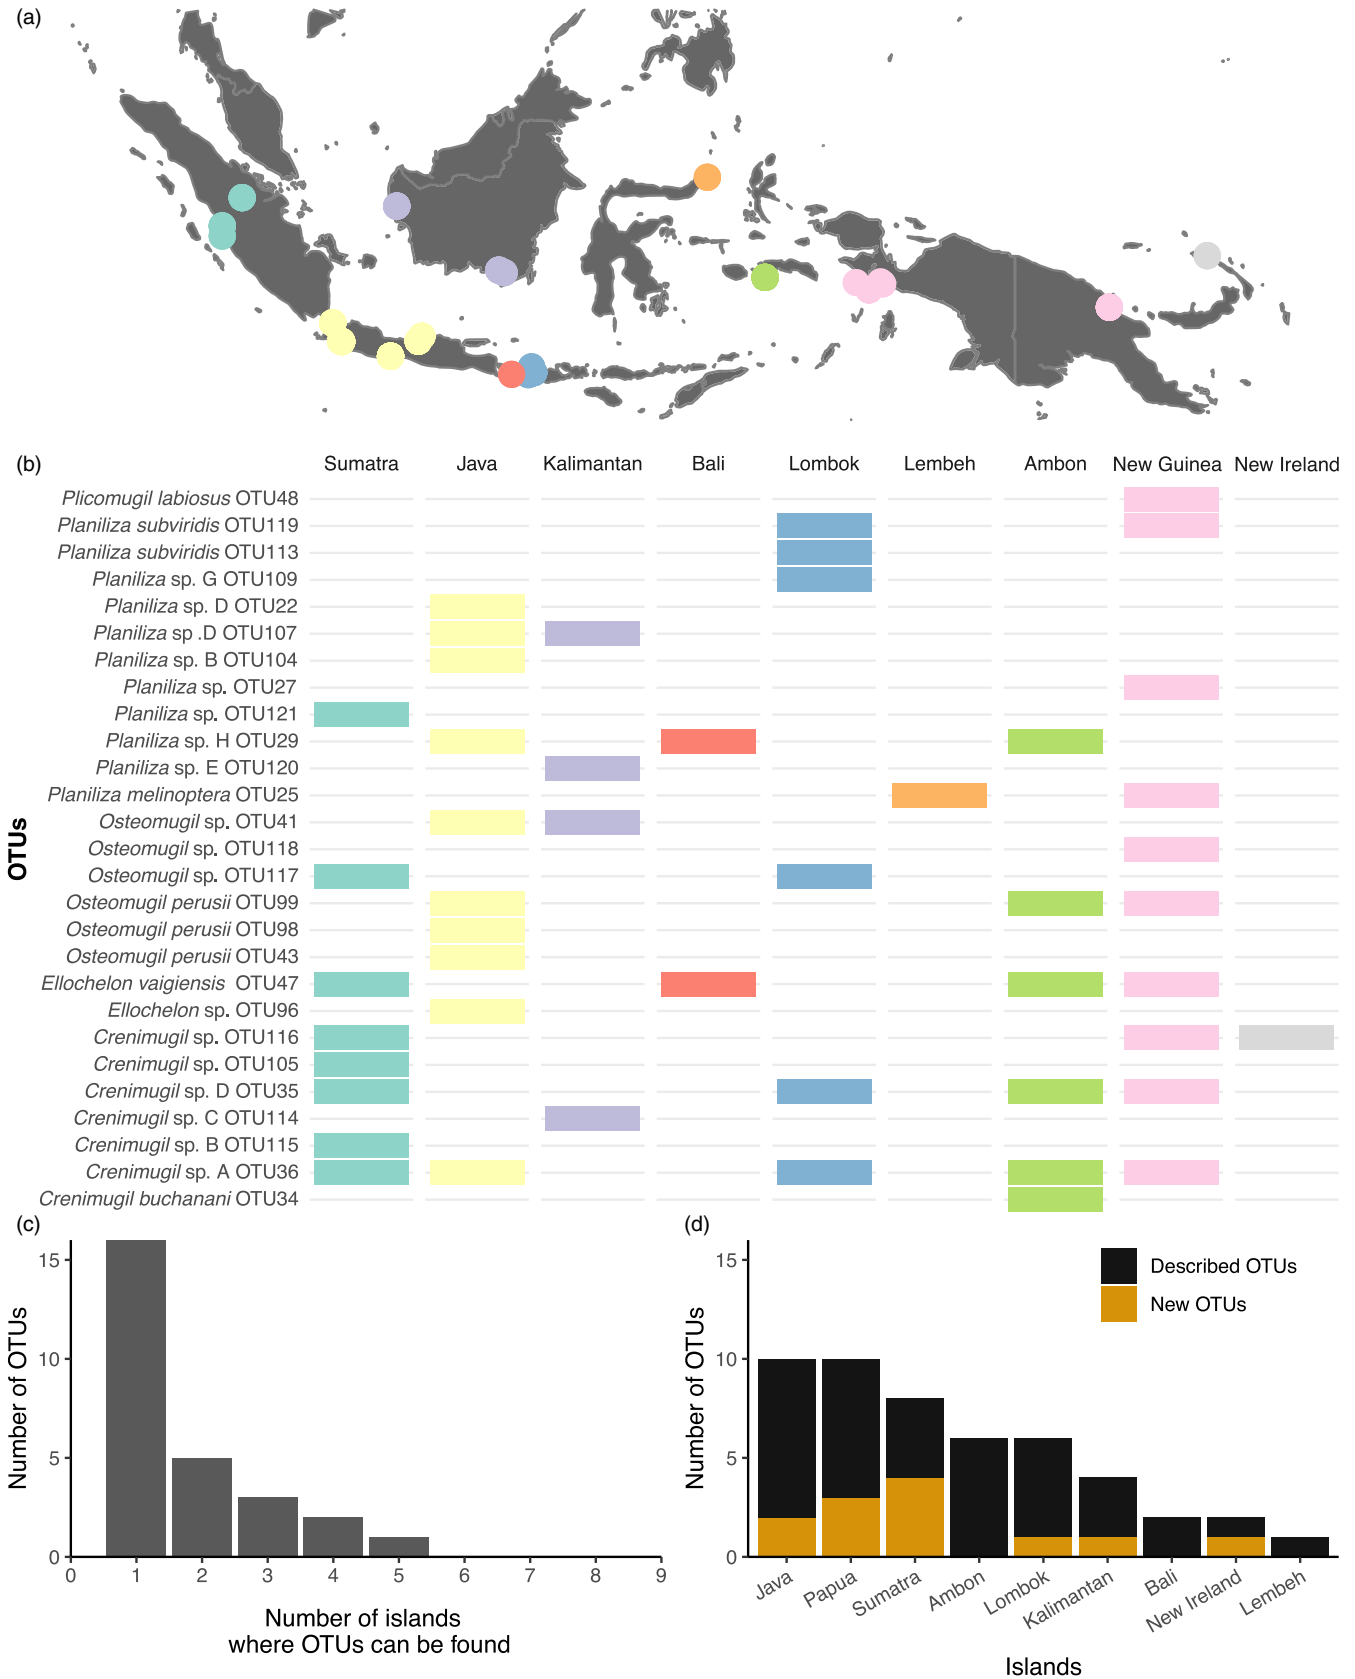 (a)
(b)
Sumatra Java Kalimantan Bali Lombok Lembeh Ambon New Guinea New Ireland
OTUs
Plicomugil labiosus OTU48
Planiliza subviridis OTU119
Planiliza subviridis OTU113
Planiliza sp. G OTU109
Planiliza sp. D OTU22
Planiliza sp .D OTU107
Planiliza sp. B OTU104
Planiliza sp. OTU27
Planiliza sp. OTU121
Planiliza sp. H OTU29
Planiliza sp. E OTU120
Planiliza melinoptera OTU25
Osteomugil sp. OTU41
Osteomugil sp. OTU118
Osteomugil sp. OTU117
Osteomugil perusii OTU99
Osteomugil perusii OTU98
Osteomugil perusii OTU43
Ellochelon vaigiensis OTU47
Ellochelon sp. OTU96
Crenimugil sp. OTU116
Crenimugil sp. OTU105
Crenimugil sp. D OTU35
Crenimugil sp. C OTU114
Crenimugil sp. B OTU115
Crenimugil sp. A OTU36
Crenimugil buchanani OTU34
(c)
Number of OTUs
15
10
5
0
0 1 2 3 4 5 6 7 8 9
Number of islands
where OTUs can be found
(d)
Number of OTUs
15
10
5
0
Described OTUs
New OTUs
Java Papua Sumatra Ambon Lombok Kalimantan Bali New Ireland Lembeh
Islands